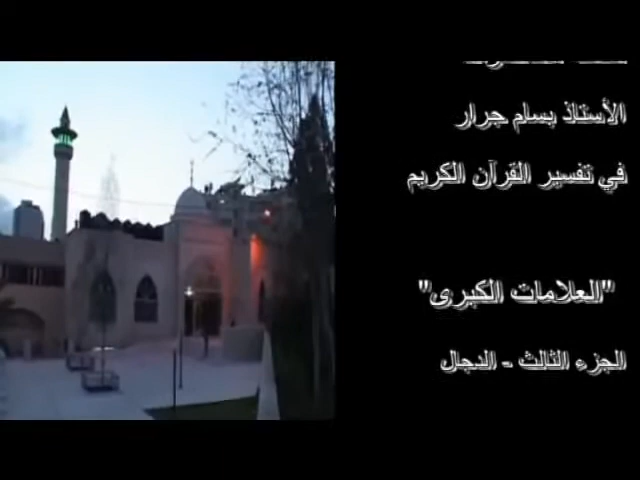 الأستاذ بسام جرار
في تفسير القرآن الكريم
"العلامات الكبرى"
الجزء الثالث - الدجال